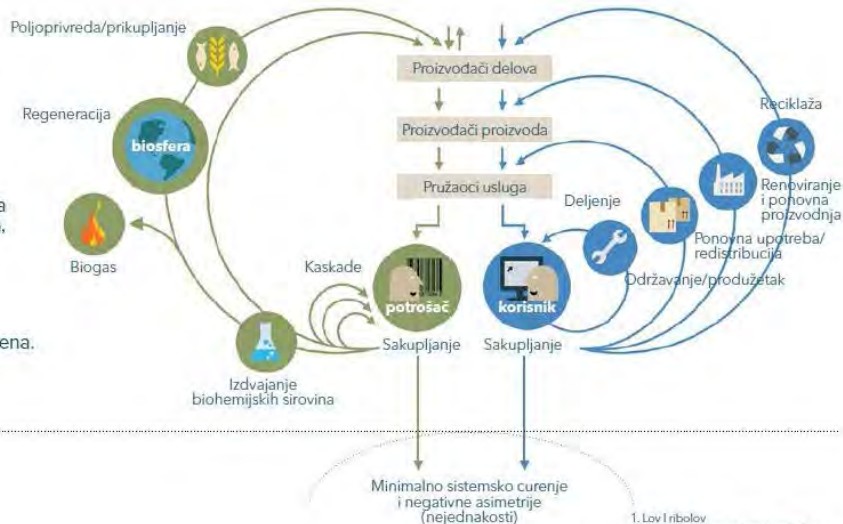 Poljoprivreda/prikupljanje
Proizvođači delova
Regeneracija
Reciklaža
biosfera
Proizvođači proizvoda
Pružaoci usluga
Renoviranje
i ponovna
proizvodnja
Deljenje
a
Biogas
Kaskade
Ponovna upotreba/
redistribucija
Održavanje/produžetak
potrošač
korisnik
ena.
Sakupljanje
Sakupljanje
Izdvajanje
biohemijskih sirovina
Minimalno sistemsko curenje
i negativne asimetrije
(nejednakosti)
1. Lov I ribolov